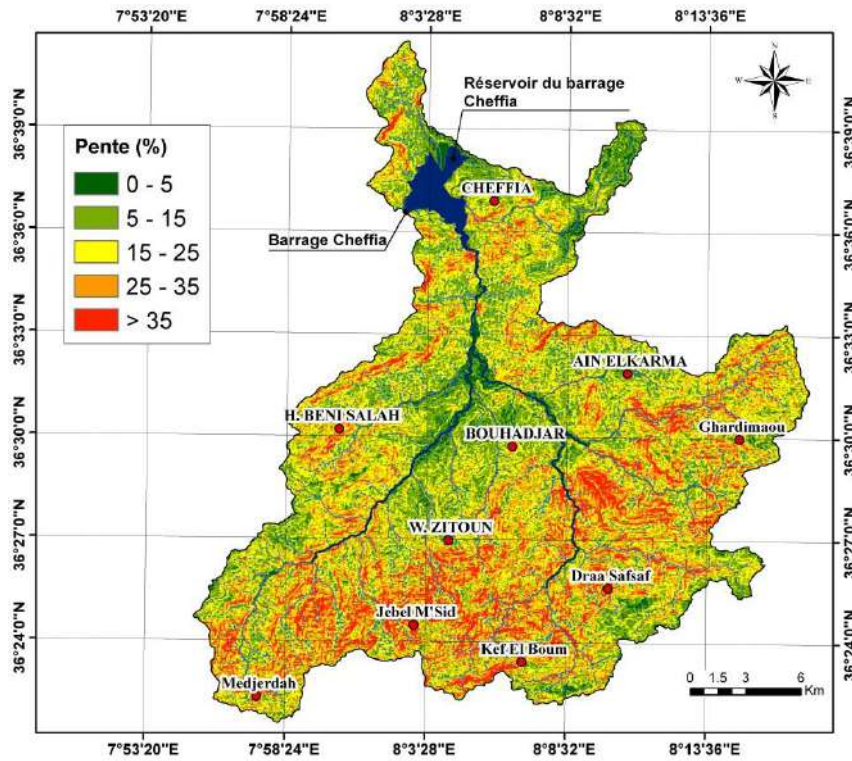 7°53'20"E 7°58'24"E 8°3'28"E 8°8'32"E 8°13'36"E
N
W E
S
Réservoir du barrage
Cheffia
36°39'0"N 36°39'0"N
Pente (%)
0 - 5
5 - 15
15 - 25
25 - 35
> 35
CHEFFIA
36°36'0"N 36°36'0"N
Barrage Cheffia
36°33'0"N 36°33'0"N
AIN ELKARMA
H. BENI SALAH
Ghardimaou
BOUHADJAR
36°30'0"N 36°30'0"N
W. ZITOUN
36°27'0"N 36°27'0"N
Draa Safsaf
Jebel M'Sid
36°24'0"N 36°24'0"N
Kef El Boum
Medjerdah
0 1.5 3 6
Km
7°53'20"E 7°58'24"E 8°3'28"E 8°8'32"E 8°13'36"E